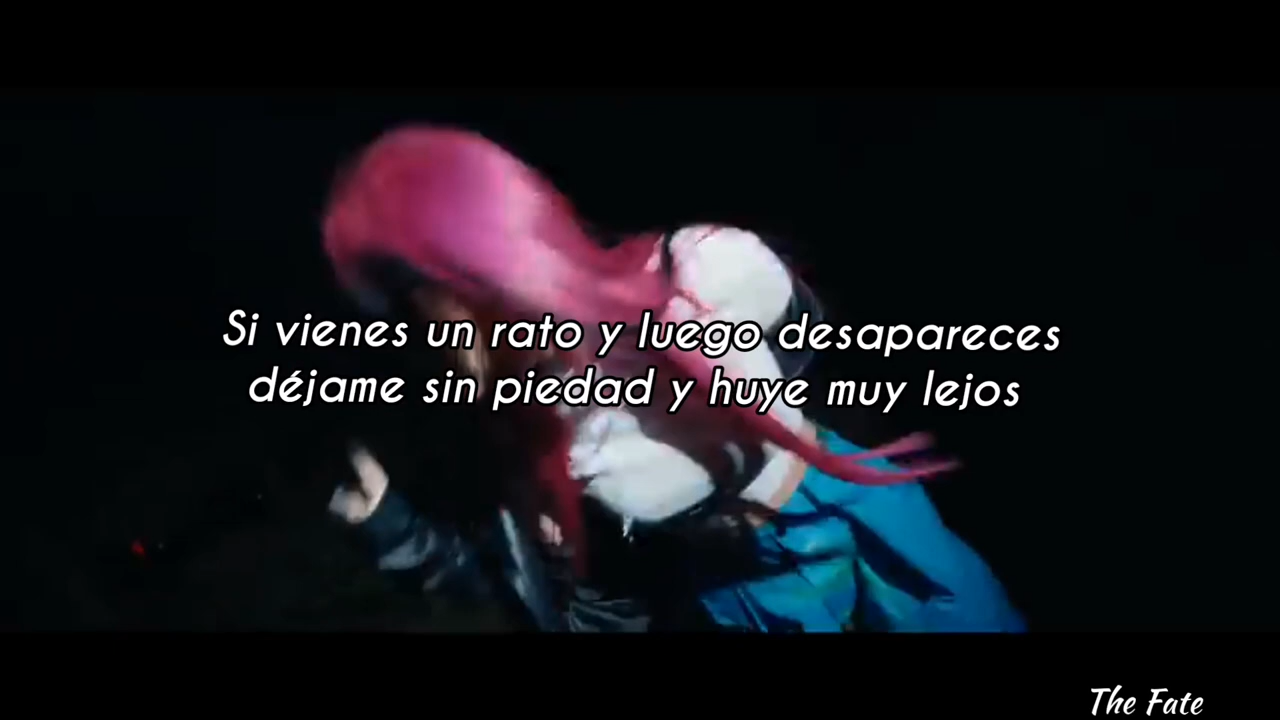 Si vienes un rato y luego desapareces
déjame sin piedad y huye muy lejos
The Fate